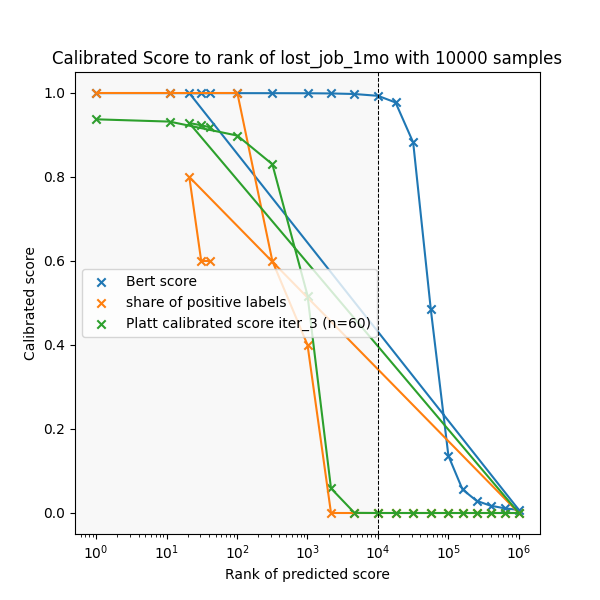 Calibrated Score to rank of lost_job_1mo with 10000 samples
1.0
0.8
0.6
0.4
0.2
0.0
Calibrated score
Bert score
share of positive labels
Platt calibrated score iter_3 (n=60)
10⁰ 10¹ 10² 10³ 10⁴ 10⁵ 10⁶
Rank of predicted score